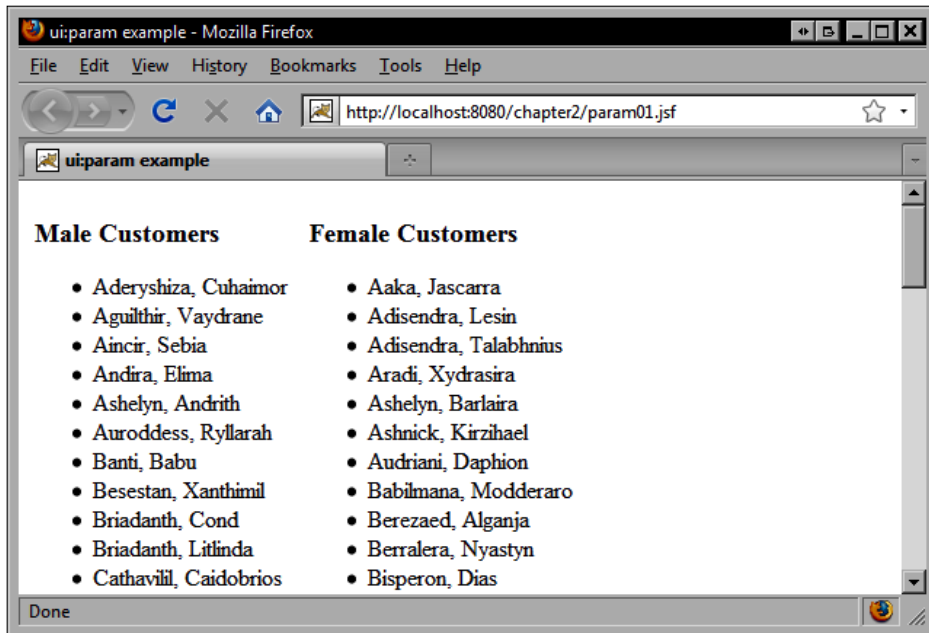 ui:param example - Mozilla Firefox
File Edit View History Bookmarks Tools Help
http://localhost:8080/chapter2/param01.jsf
ui:param example
Male Customers
• Aderyshiza, Cuhaimor
• Aguilthir, Vaydrane
• Aincir, Sebia
• Andira, Elima
• Ashelyn, Andrith
• Auroddess, Ryllarah
• Banti, Babu
• Besestan, Xanthimil
• Briadanth, Cond
• Briadanth, Litlinda
• Cathavilil, Caidobrios
Female Customers
• Aaka, Jascarra
• Adisendra, Lesin
• Adisendra, Talabhnius
• Aradi, Xydrasira
• Ashelyn, Barlaira
• Ashnick, Kirzihael
• Audriani, Daphion
• Babilmana, Modderaro
• Berezaed, Alganja
• Berralera, Nyastyn
• Bisperon, Dias
Done